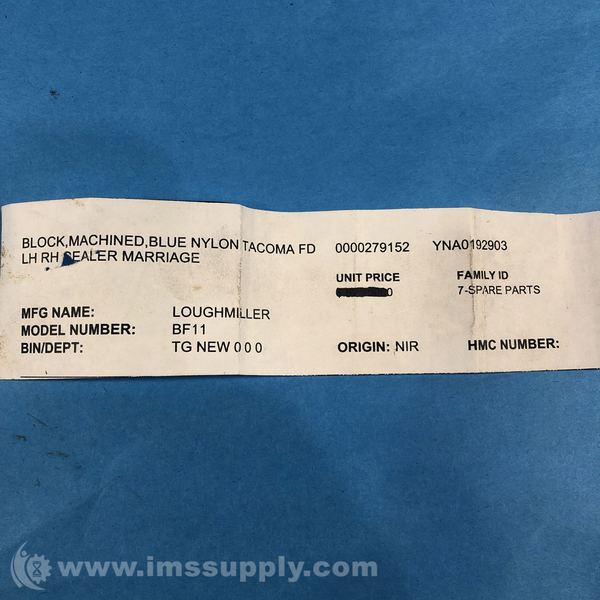 BLOCK,MACHINED,BLUE NYLON TACOMA FD 0000279152 YNA0192903
LH RH SEALER MARRIAGE
UNIT PRICE FAMILY ID
0 7-SPARE PARTS
MFG NAME: LOUGHMILLER
MODEL NUMBER: BF11
BIN/DEPT: TG NEW 0 0 0 ORIGIN: NIR HMC NUMBER:
www.imssupply.com